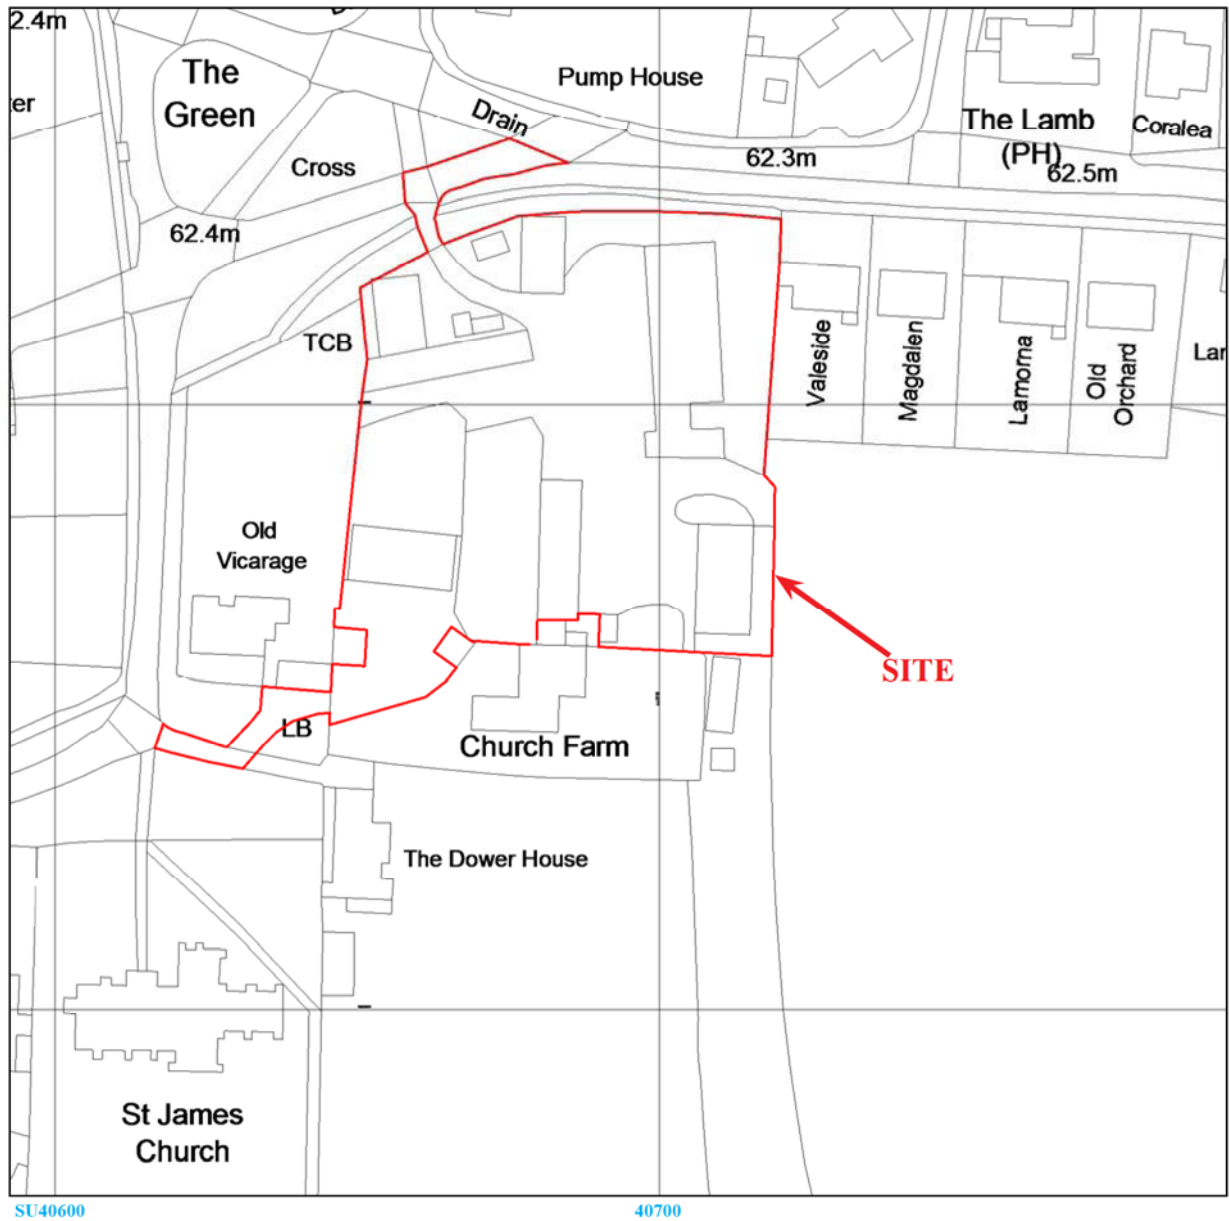 2.4m
The
Green
er
Pump House
Drain
The Lamb
(PH)
Coralea
Cross
62.3m
62.5m
62.4m
TCB
Valeside
Magdalen
Lamorna
Old
Orchard
Lar
Old
Vicarage
SITE
LB
Church Farm
The Dower House
St James
Church
SU40600
40700